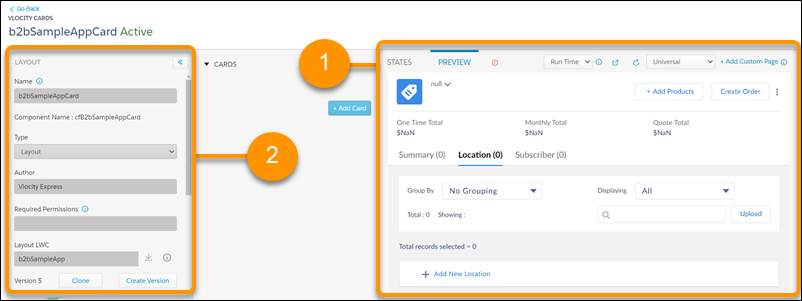 Go Back
VLOCITY CARDS
b2bSampleAppCard Active
LAYOUT
Name
b2bSampleAppCard
Component Name : cfB2bSampleAppCard
Type
Layout
Author
Vlocity Express
Required Permissions
Layout LWC
b2bSampleApp
Version 5 Clone Create Version
CARDS
+ Add Card
1
2
STATES PREVIEW Run Time Universal + Add Custom Page
null
+ Add Products Create Order
One Time Total Monthly Total Quote Total
$NaN $NaN $NaN
Summary (0) Location (0) Subscriber (0)
Group By No Grouping Displaying All
Total : 0 Showing : Upload
Total records selected = 0
+ Add New Location